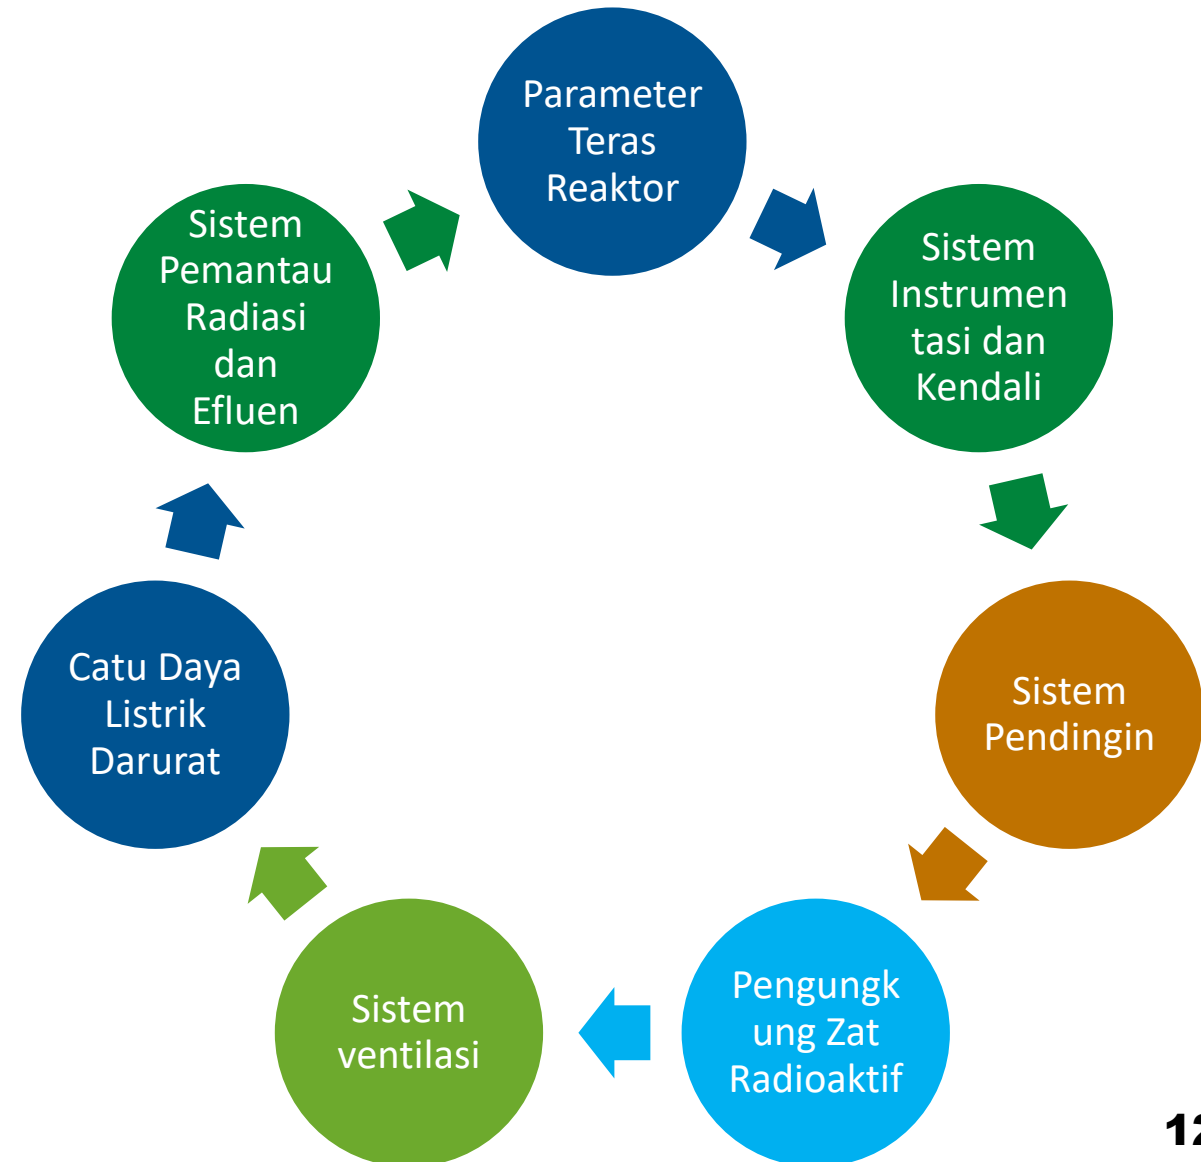 Parameter
Teras
Reaktor
Sistem
Instrumen
tasi dan
Kendali
Sistem
Pendingin
Pengungk
ung Zat
Radioaktif
Sistem
ventilasi
Catu Daya
Listrik
Darurat
Sistem
Pemantau
Radiasi
dan
Efluen
12